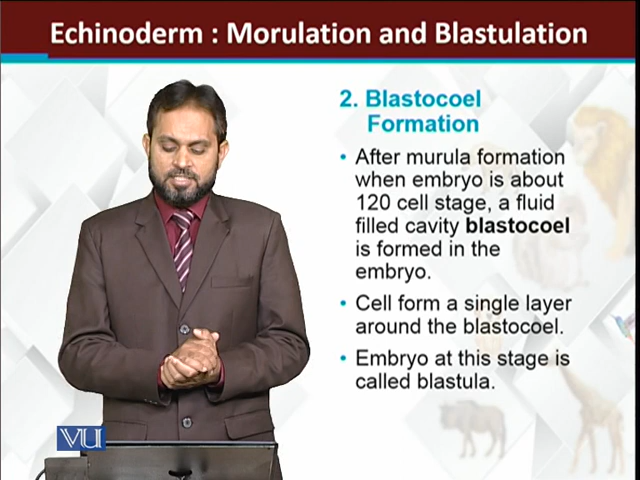 Echinoderm : Morulation and Blastulation
2. Blastocoel
Formation
• After murula formation
when embryo is about
120 cell stage, a fluid
filled cavity blastocoel
is formed in the
embryo.
• Cell form a single layer
around the blastocoel.
• Embryo at this stage is
called blastula.
VU